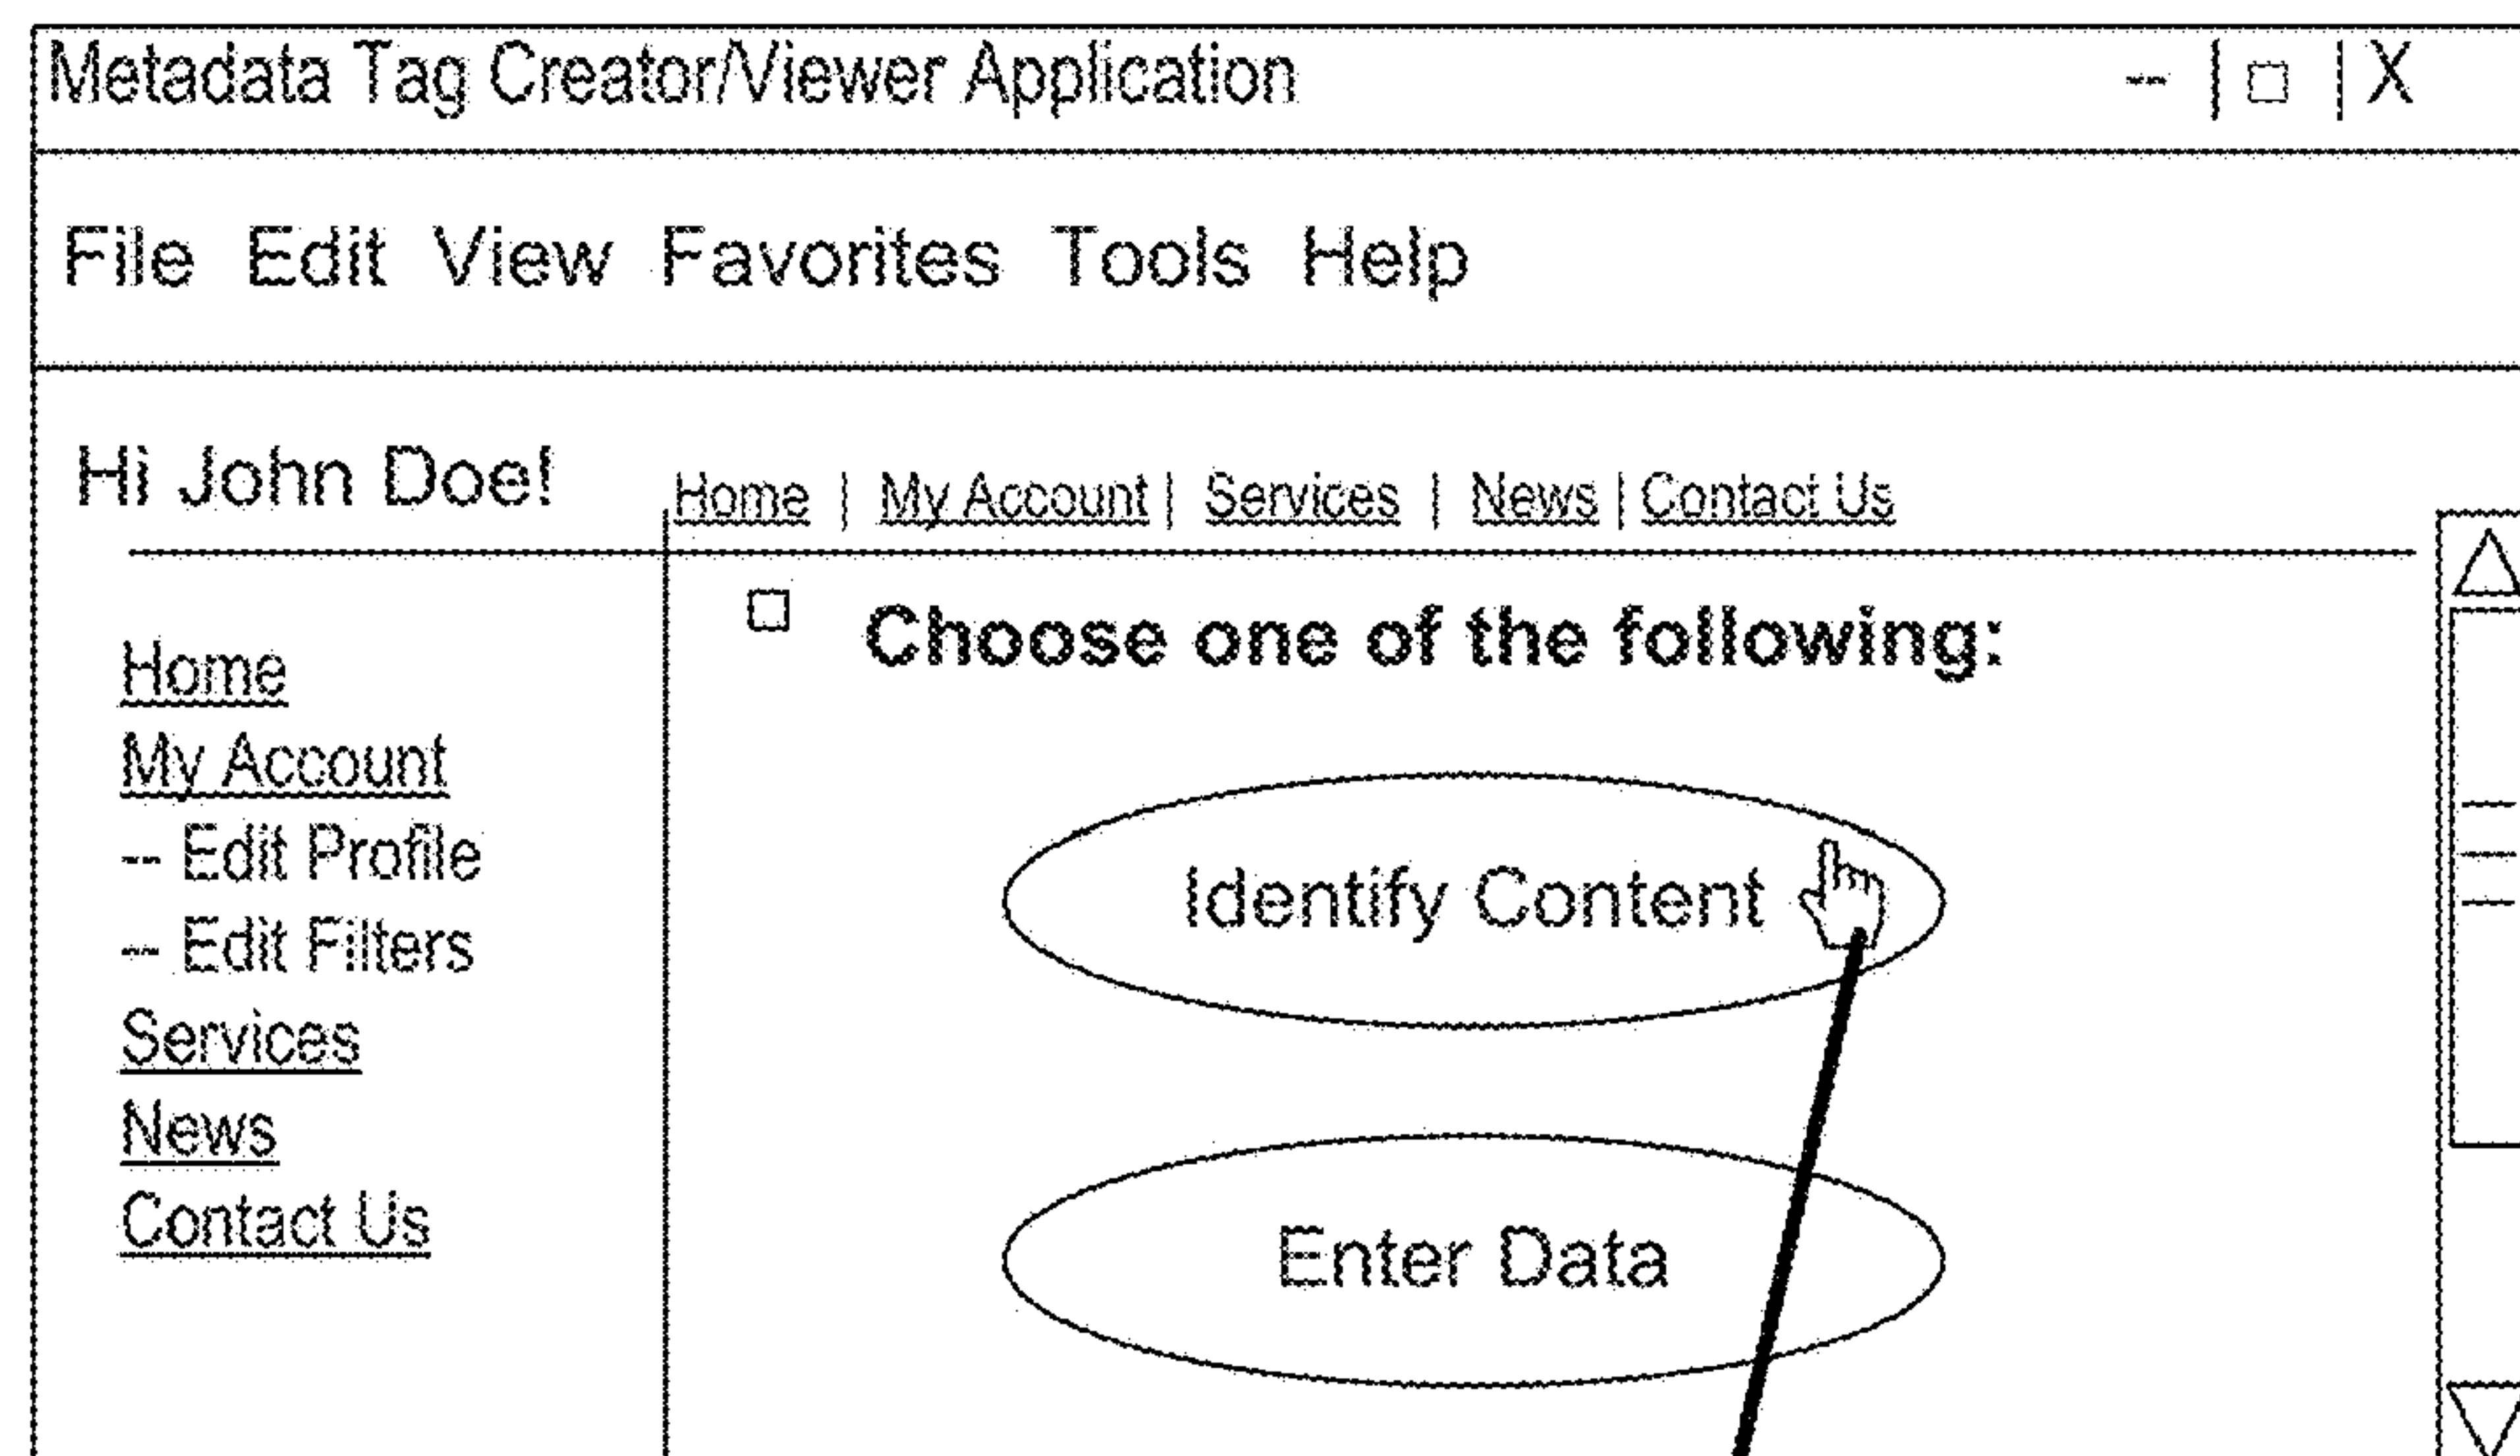 Metadata Tag Creator/Viewer Application -- | □ | X
File Edit View Favorites Tools Help
Hi John Doe!
Home | My Account | Services | News | Contact Us
Choose one of the following:
Home
My Account
-- Edit Profile
-- Edit Filters
Services
News
Contact Us
Identify Content
Enter Data